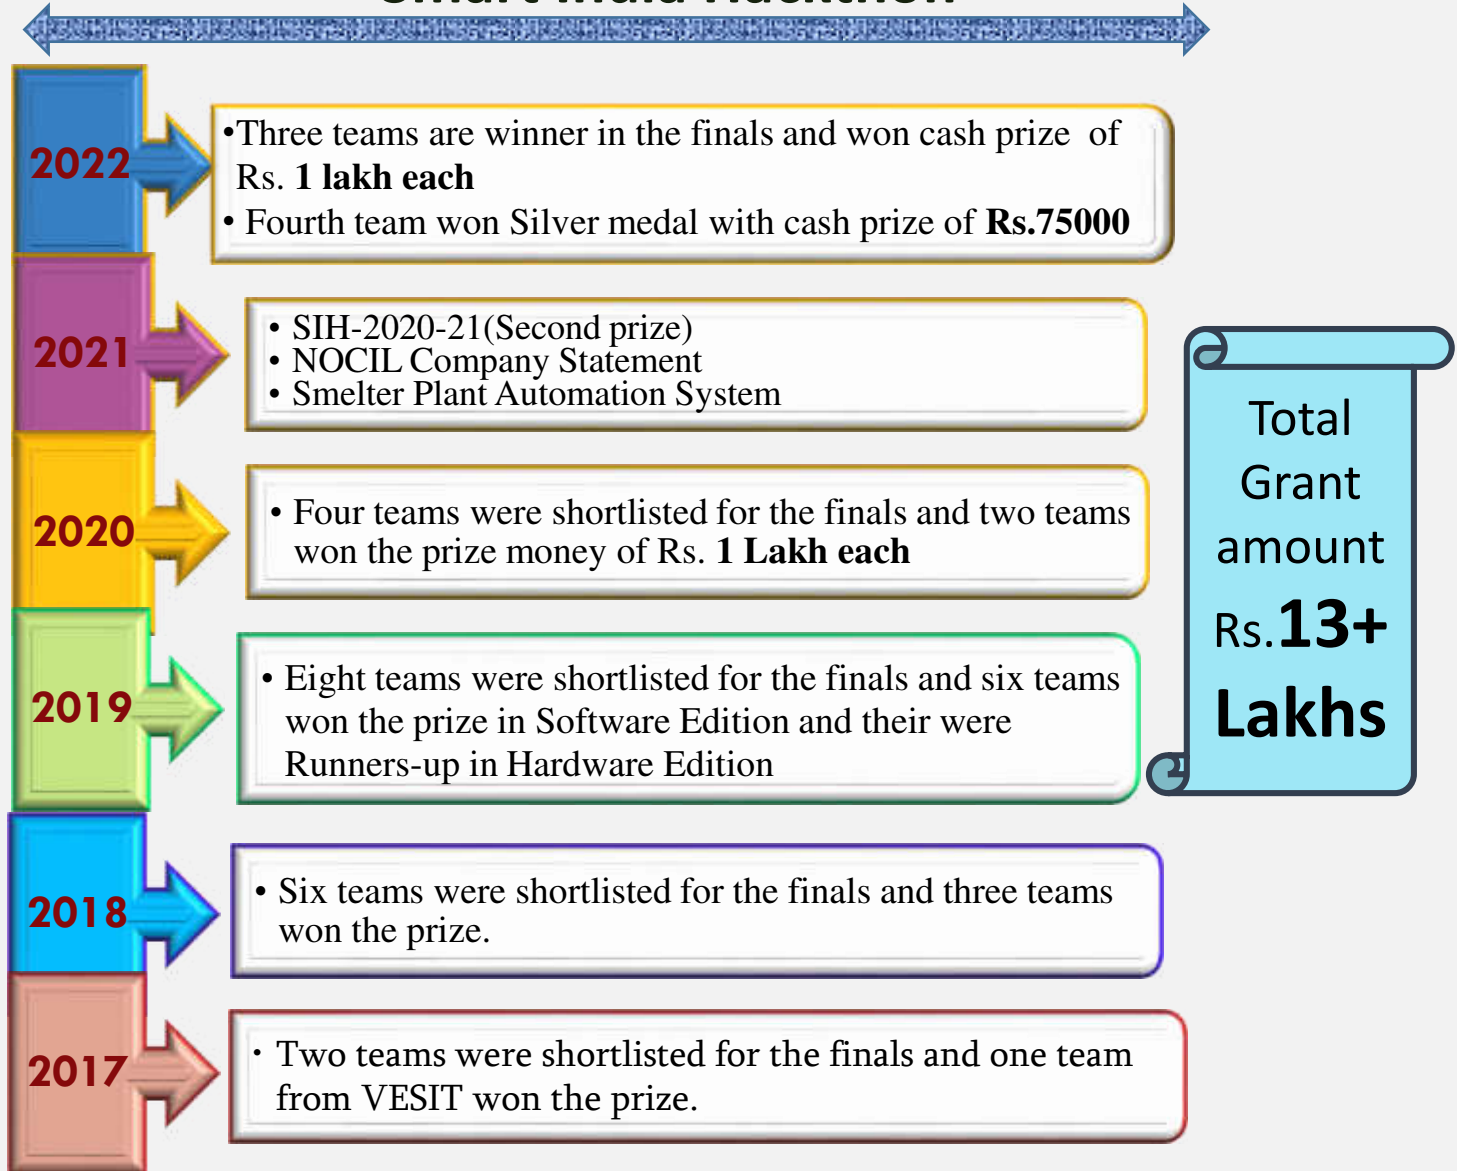 Smart India Hackthon
2022
•Three teams are winner in the finals and won cash prize of
Rs. 1 lakh each
• Fourth team won Silver medal with cash prize of Rs.75000
2021
• SIH-2020-21(Second prize)
• NOCIL Company Statement
• Smelter Plant Automation System
2020
• Four teams were shortlisted for the finals and two teams
won the prize money of Rs. 1 Lakh each
2019
• Eight teams were shortlisted for the finals and six teams
won the prize in Software Edition and their were
Runners-up in Hardware Edition
2018
• Six teams were shortlisted for the finals and three teams
won the prize.
2017
• Two teams were shortlisted for the finals and one team
from VESIT won the prize.
Total
Grant
amount
Rs.13+
Lakhs